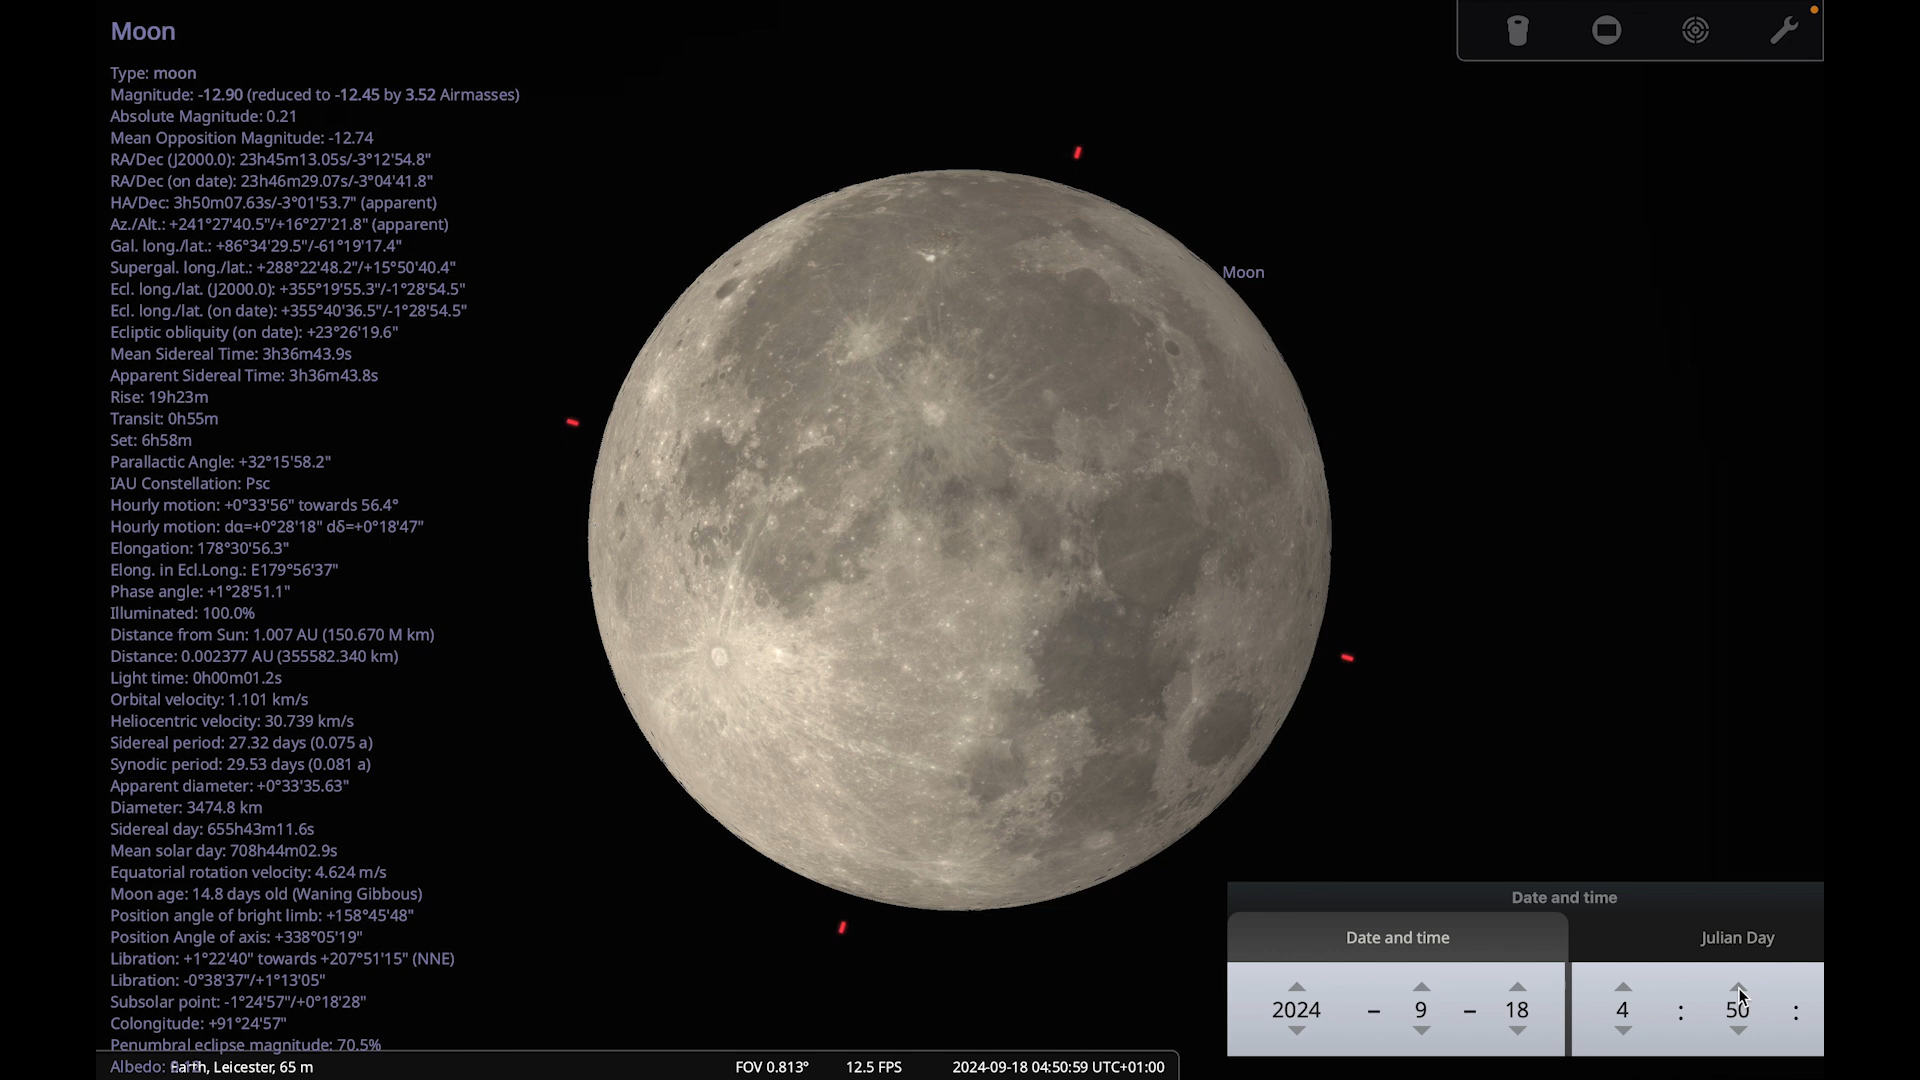 Moon
Type: moon
Magnitude: -12.90 (reduced to -12.45 by 3.52 Airmasses)
Absolute Magnitude: 0.21
Mean Opposition Magnitude: -12.74
RA/Dec (J2000.0): 23h45m13.05s/-3°12'54.8"
RA/Dec (on date): 23h46m29.07s/-3°04'41.8"
HA/Dec: 3h50m07.63s/-3°01'53.7" (apparent)
Az./Alt.: +241°27'40.5"/+16°27'21.8" (apparent)
Gal. long./lat.: +86°34'29.5"/-61°19'17.4"
Supergal. long./lat.: +288°22'48.2"/+15°50'40.4"
Ecl. long./lat. (J2000.0): +355°19'55.3"/-1°28'54.5"
Ecl. long./lat. (on date): +355°40'36.5"/-1°28'54.5"
Ecliptic obliquity (on date): +23°26'19.6"
Mean Sidereal Time: 3h36m43.9s
Apparent Sidereal Time: 3h36m43.8s
Rise: 19h23m
Transit: 0h55m
Set: 6h58m
Parallactic Angle: +32°15'58.2"
IAU Constellation: Psc
Hourly motion: +0°33'56" towards 56.4°
Hourly motion: dα=+0°28'18" dδ=+0°18'47"
Elongation: 178°30'56.3"
Elong. in Ecl.Long.: E179°56'37"
Phase angle: +1°28'51.1"
Illuminated: 100.0%
Distance from Sun: 1.007 AU (150.670 M km)
Distance: 0.002377 AU (355582.340 km)
Light time: 0h00m01.2s
Orbital velocity: 1.101 km/s
Heliocentric velocity: 30.739 km/s
Sidereal period: 27.32 days (0.075 a)
Synodic period: 29.53 days (0.081 a)
Apparent diameter: +0°33'35.63"
Diameter: 3474.8 km
Sidereal day: 655h43m11.6s
Mean solar day: 708h44m02.9s
Equatorial rotation velocity: 4.624 m/s
Moon age: 14.8 days old (Waning Gibbous)
Position angle of bright limb: +158°45'48"
Position Angle of axis: +338°05'19"
Libration: +1°22'40" towards +207°51'15" (NNE)
Libration: -0°38'37"/+1°13'05"
Subsolar point: -1°24'57"/+0°18'28"
Colongitude: +91°24'57"
Penumbral eclipse magnitude: 70.5%
Albedo:
Moon
Date and time
Date and time Julian Day
2024 – 9 – 18 4 : 50 :
Earth, Leicester, 65 m FOV 0.813° 12.5 FPS 2024-09-18 04:50:59 UTC+01:00